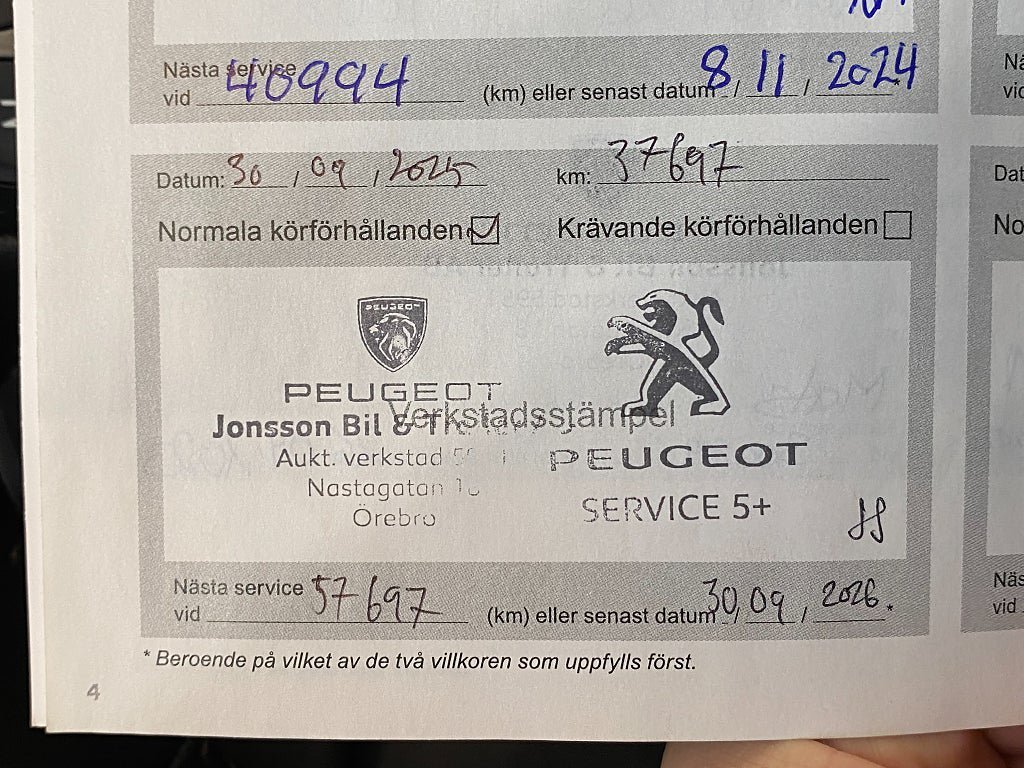 Nästa service
vid 40994 (km) eller senast datum 8/11/2024
Datum: 30, 09, 2025 km: 37697
Normala körförhållanden Krävande körförhållanden
PEUGEOT
PEUGEOT
Jonsson Bil & Verkstadsstämpel
Aukt. verkstad PEUGEOT
Nastagatan
Örebro SERVICE 5+
Nästa service
vid 57697 (km) eller senast datum 30/09, 2026.*
* Beroende på vilket av de två villkoren som uppfylls först.
4